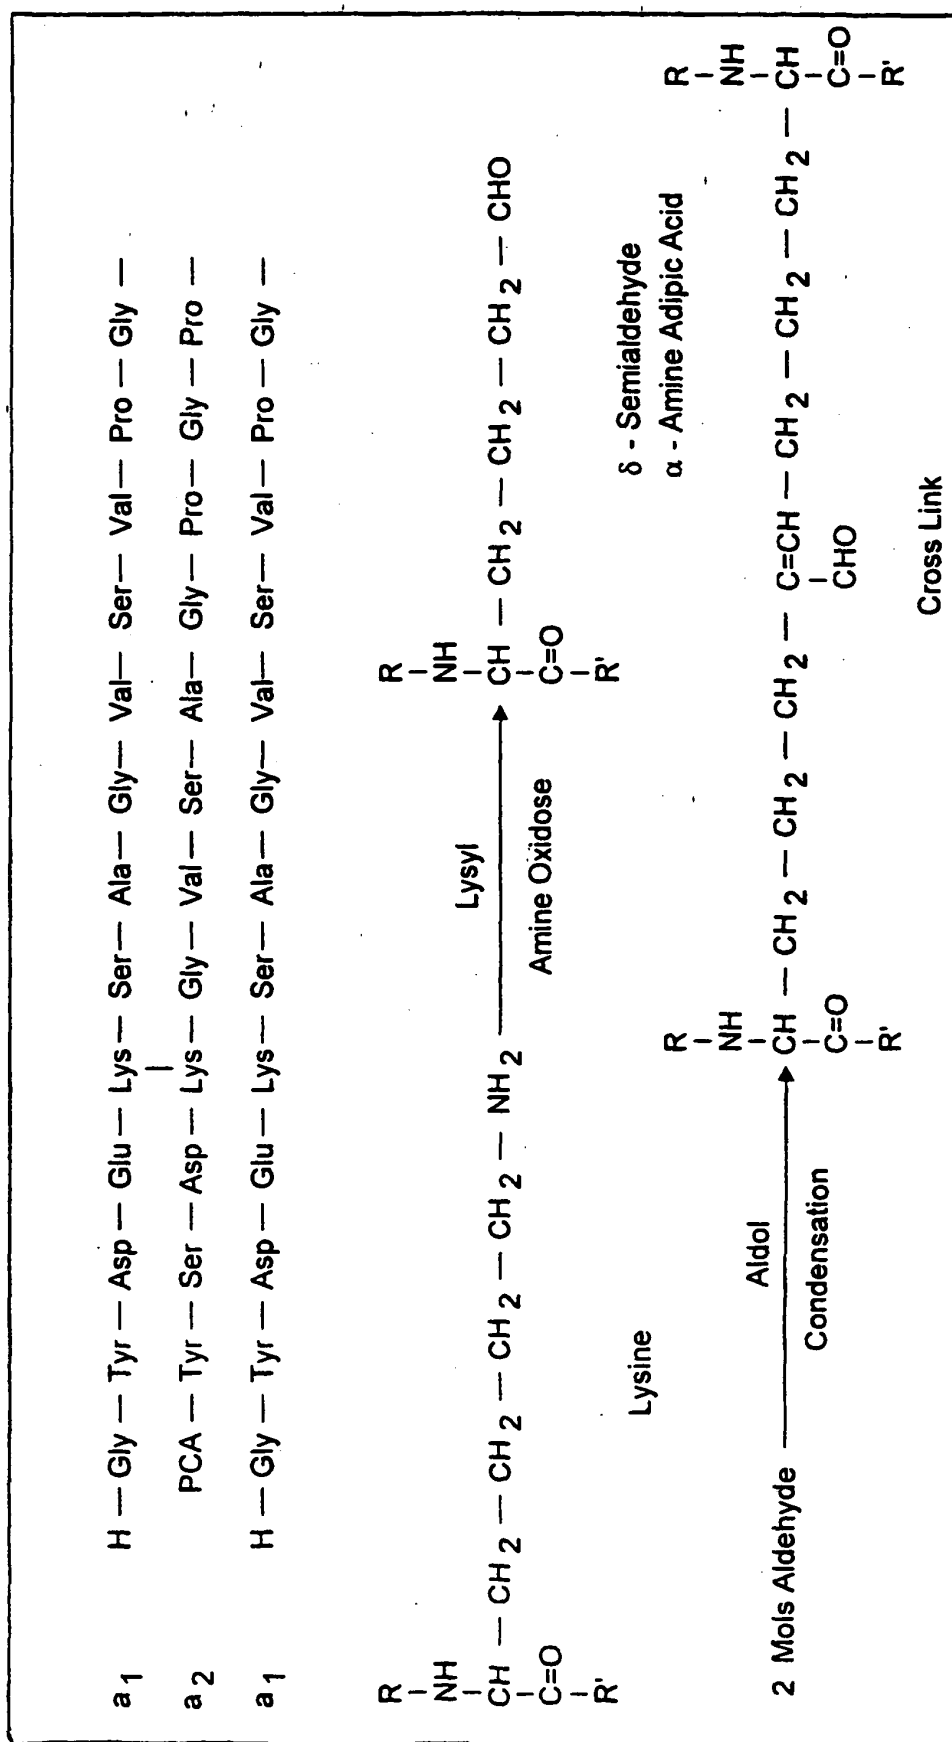 a1 H — Gly — Tyr — Asp — Glu — Lys — Ser — Ala — Gly — Val — Ser — Val — Pro — Gly —
a2 PCA — Tyr — Ser — Asp — Lys — Gly — Val — Ser — Ala — Gly — Pro — Gly — Pro —
a1 H — Gly — Tyr — Asp — Glu — Lys — Ser — Ala — Gly — Val — Ser — Val — Pro — Gly —
R R
NH Lysyl NH
CH — CH2 — CH2 — CH2 — CH2 — NH2 CH — CH2 — CH2 — CH2 — CHO
C=O Amine Oxidose C=O
R' R'
Lysine δ - Semialdehyde
α - Amine Adipic Acid
R R
NH NH
Aldol
2 Mols Aldehyde CH — CH2 — CH2 — CH2 — C=CH — CH2 — CH2 — CH2 — CH
Condensation C=O CHO C=O
R' R'
Cross Link